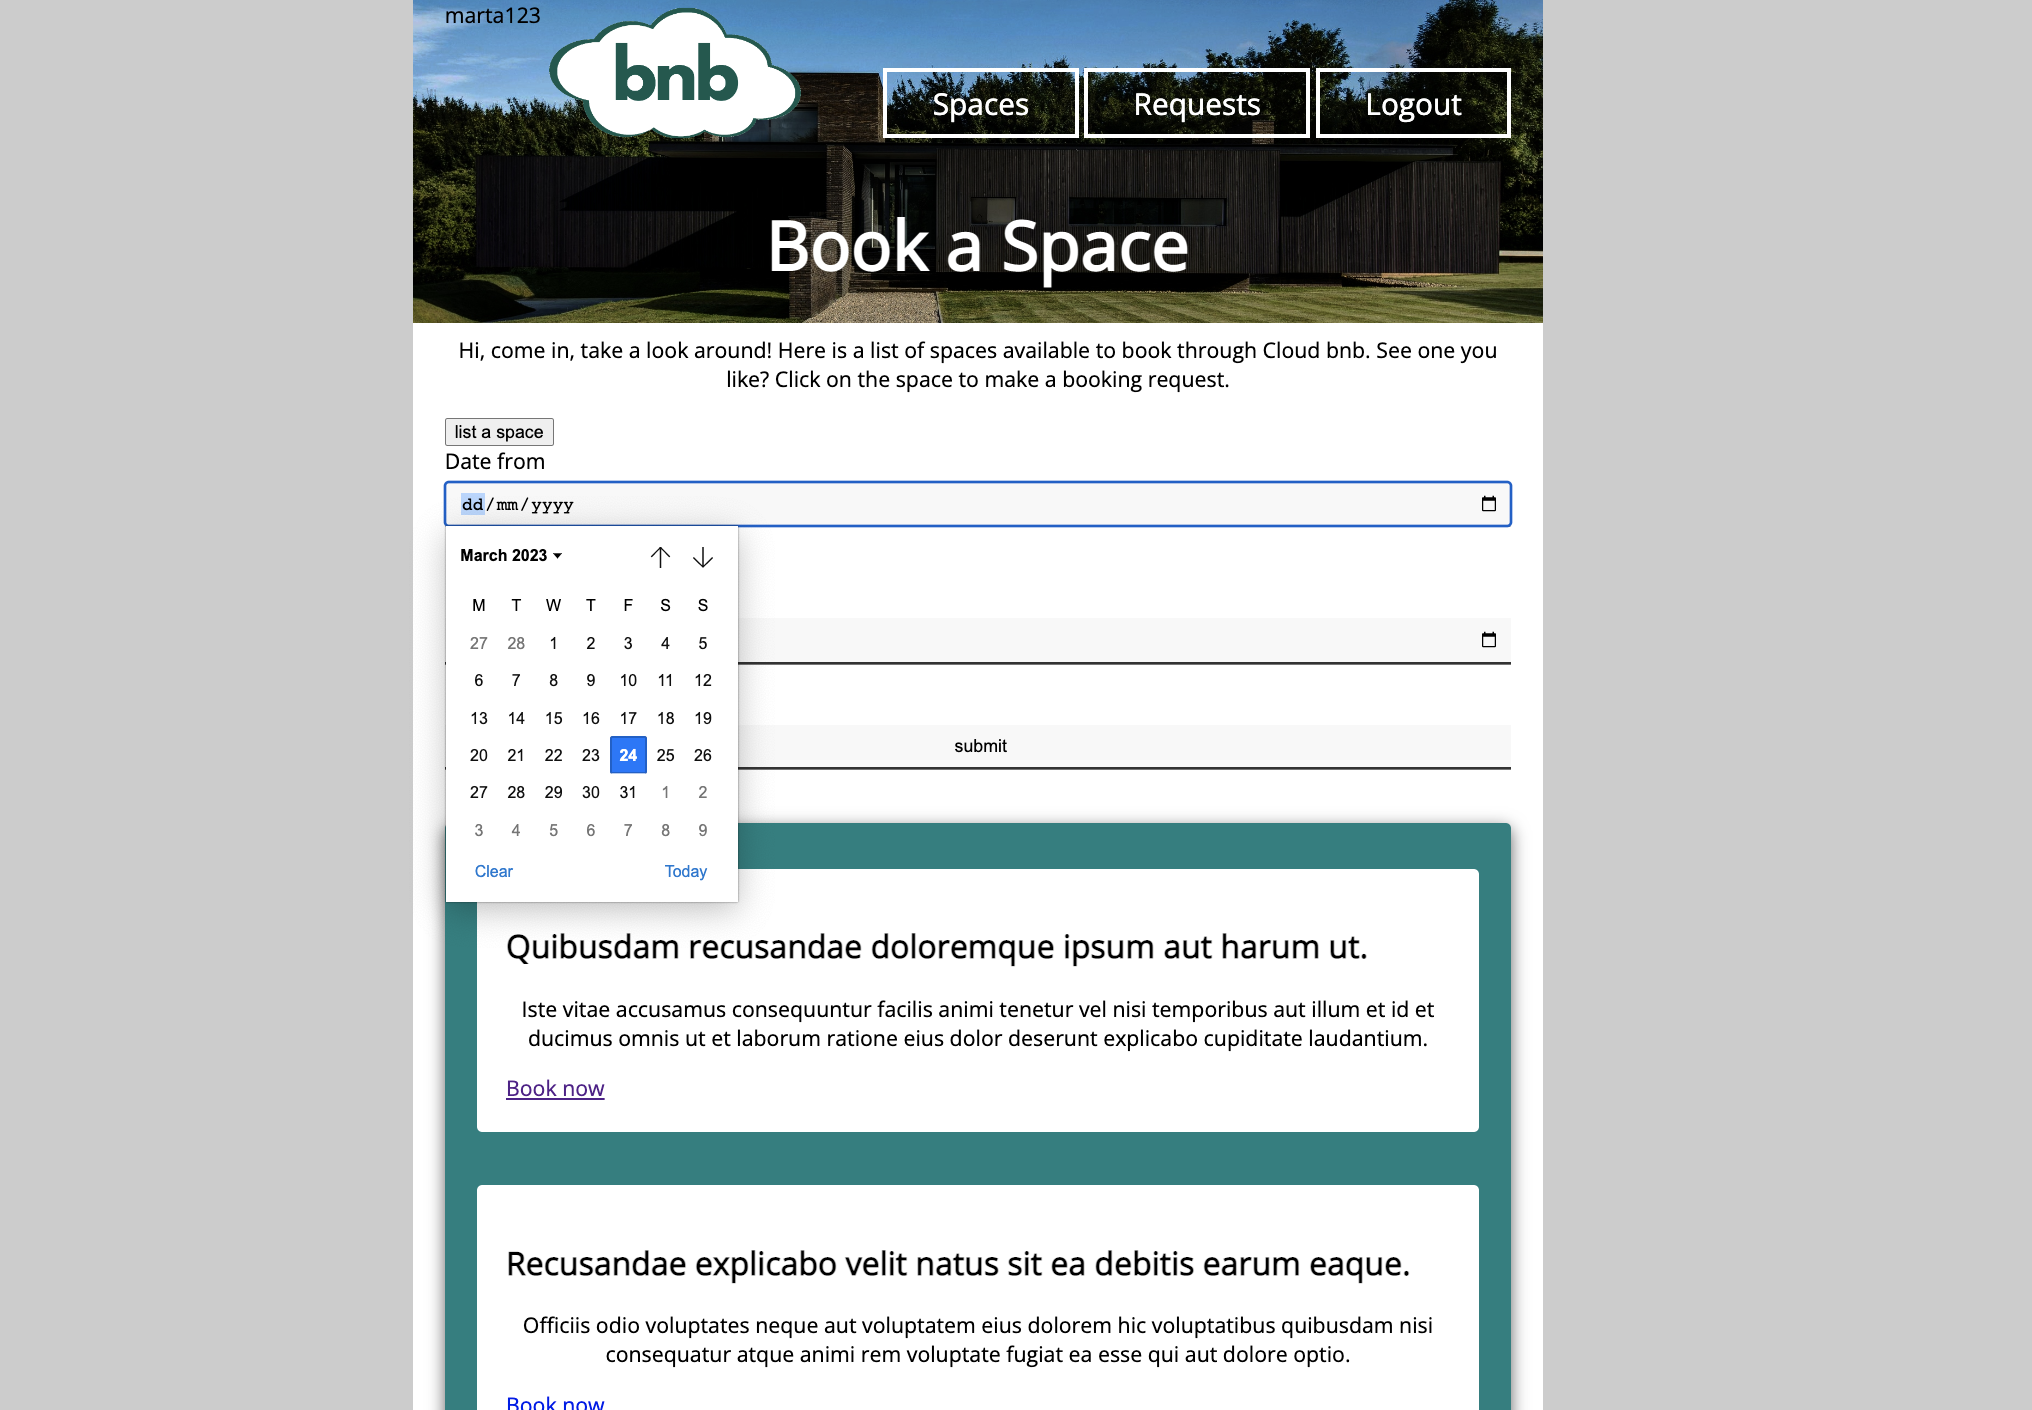 marta123
bnb
Spaces
Requests
Logout
Book a Space
Hi, come in, take a look around! Here is a list of spaces available to book through Cloud bnb. See one you
like? Click on the space to make a booking request.
list a space
Date from
dd/mm/yyyy
March 2023
M T W T F S S
27 28 1 2 3 4 5
6 7 8 9 10 11 12
13 14 15 16 17 18 19
20 21 22 23 24 25 26
27 28 29 30 31 1 2
3 4 5 6 7 8 9
Clear Today
submit
Quibusdam recusandae doloremque ipsum aut harum ut.
Iste vitae accusamus consequuntur facilis animi tenetur vel nisi temporibus aut illum et id et
ducimus omnis ut et laborum ratione eius dolor deserunt explicabo cupiditate laudantium.
Book now
Recusandae explicabo velit natus sit ea debitis earum eaque.
Officiis odio voluptates neque aut voluptatem eius dolorem hic voluptatibus quibusdam nisi
consequatur atque animi rem voluptate fugiat ea esse qui aut dolore optio.
Book now